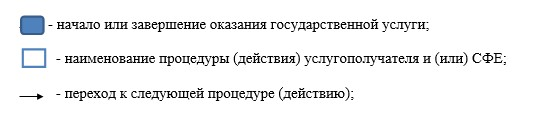 - начало или завершение оказания государственной услуги;
- наименование процедуры (действия) услугополучателя и (или) СФЕ;
- переход к следующей процедуре (действию);